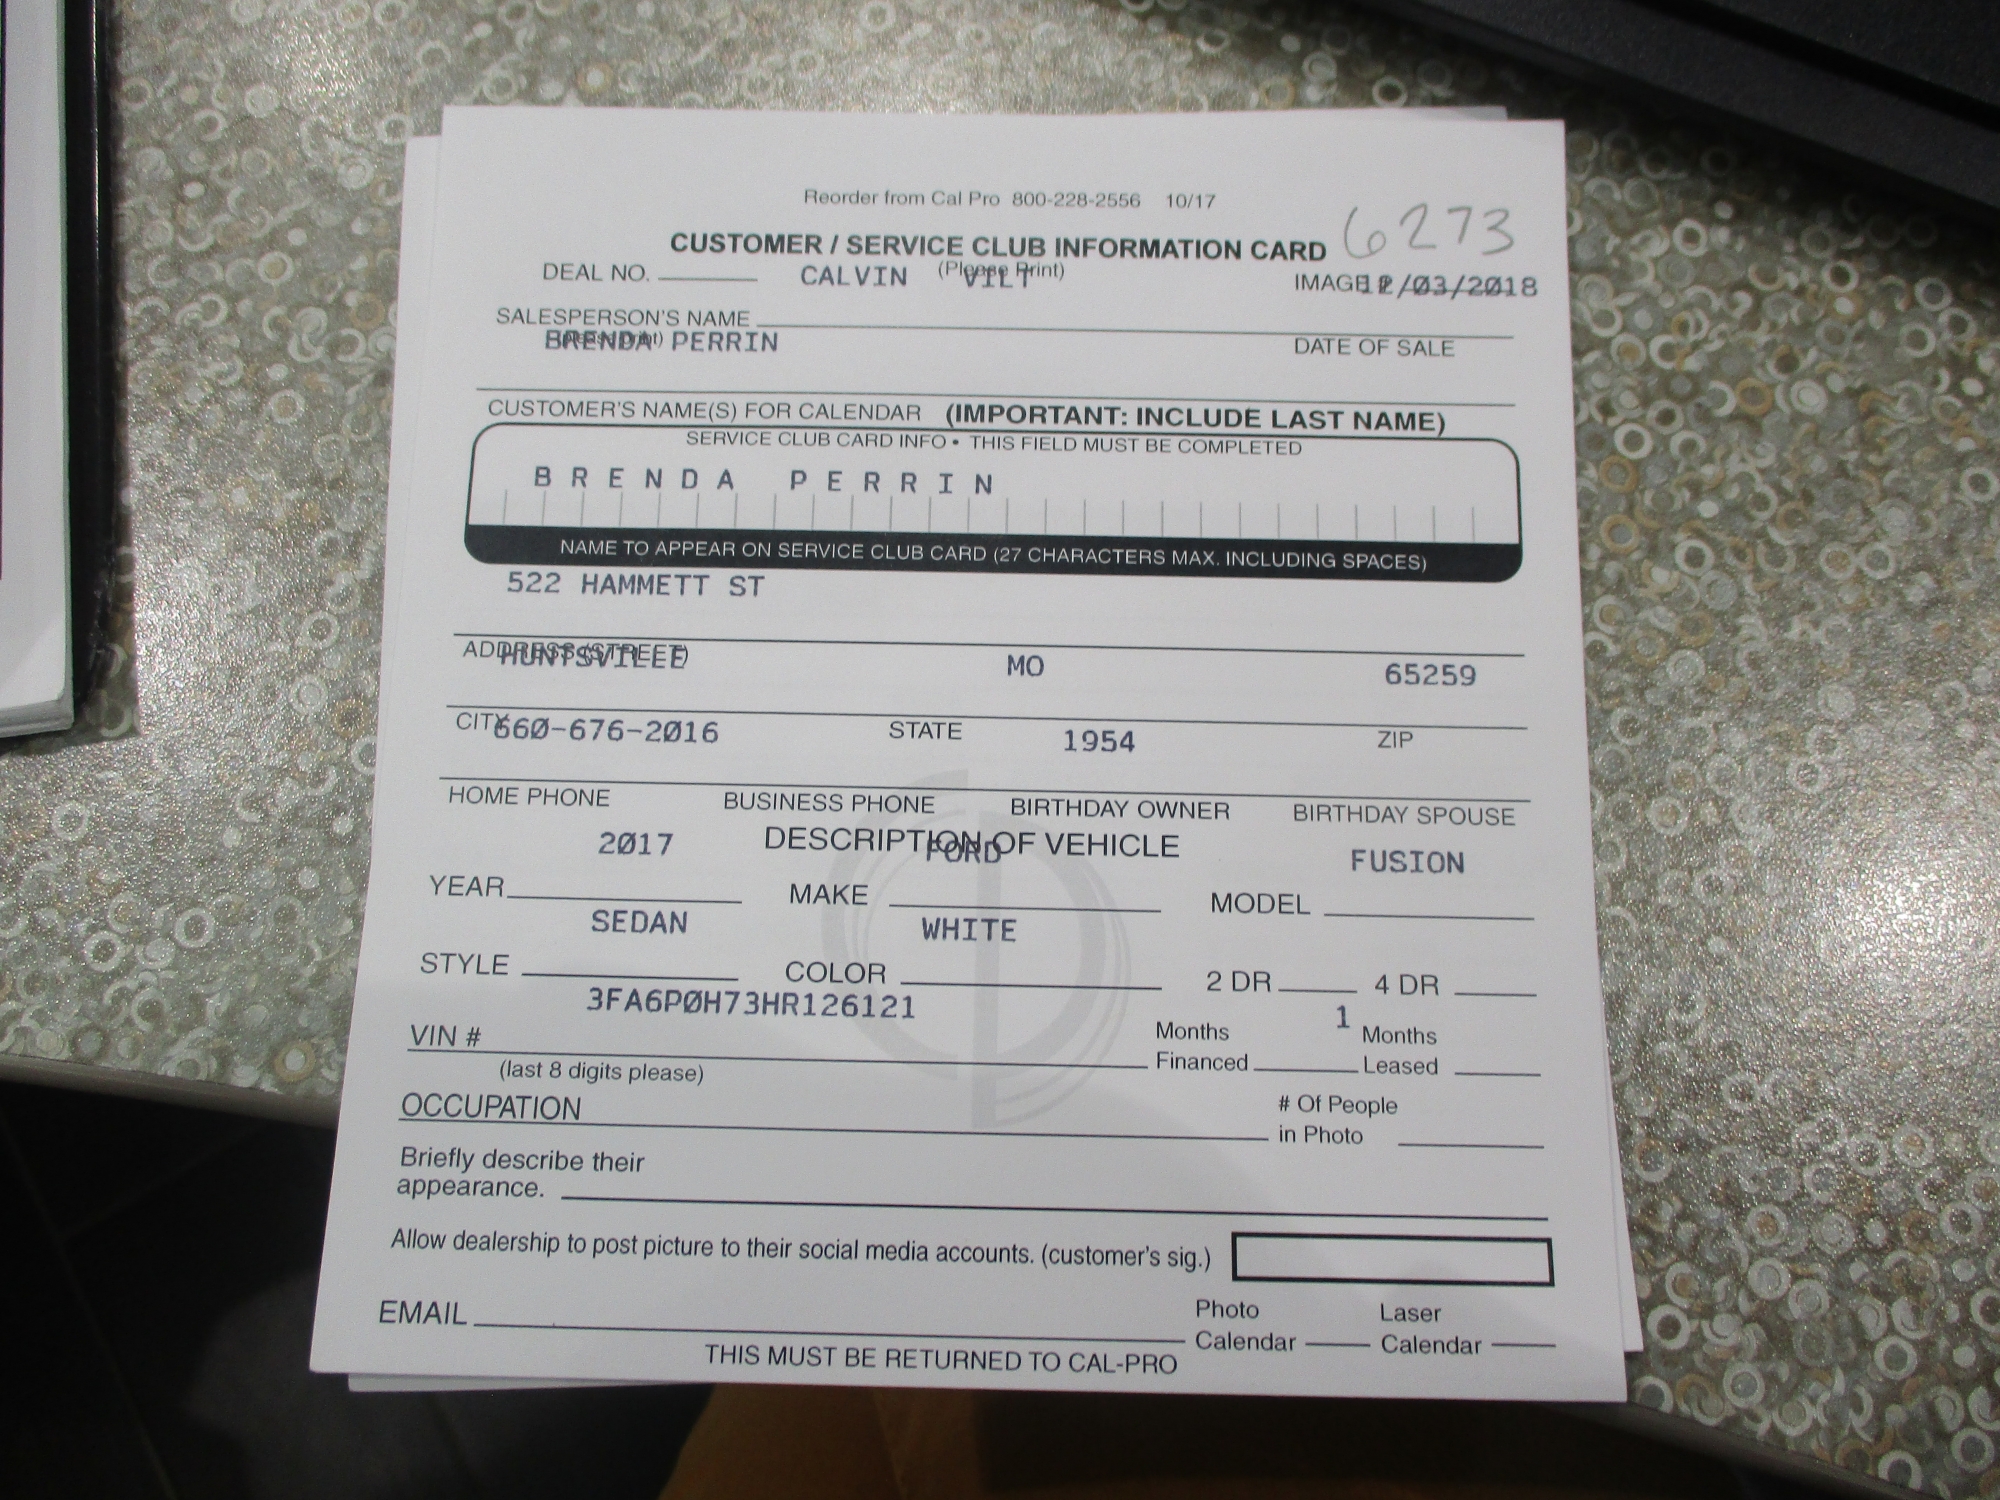 Reorder from Cal Pro 800-228-2556 10/17
6273
CUSTOMER / SERVICE CLUB INFORMATION CARD
(Please Print)
DEAL NO. CALVIN VILT IMAGE # 12/03/2018
SALESPERSON'S NAME
(please print)
BRENDA PERRIN DATE OF SALE
CUSTOMER'S NAME(S) FOR CALENDAR (IMPORTANT: INCLUDE LAST NAME)
SERVICE CLUB CARD INFO • THIS FIELD MUST BE COMPLETED
BRENDA PERRIN
NAME TO APPEAR ON SERVICE CLUB CARD (27 CHARACTERS MAX. INCLUDING SPACES)
522 HAMMETT ST
ADDRESS (STREET)
HUNTSVILLE MO 65259
CITY STATE ZIP
660-676-2016 1954
HOME PHONE BUSINESS PHONE BIRTHDAY OWNER BIRTHDAY SPOUSE
DESCRIPTION OF VEHICLE
2017 FORD FUSION
YEAR MAKE MODEL
SEDAN WHITE
STYLE COLOR 2 DR 4 DR
3FA6P0H73HR126121 1
VIN # Months Financed Months Leased
(last 8 digits please)
OCCUPATION # Of People in Photo
Briefly describe their
appearance.
Allow dealership to post picture to their social media accounts. (customer's sig.)
EMAIL Photo Calendar Laser Calendar
THIS MUST BE RETURNED TO CAL-PRO